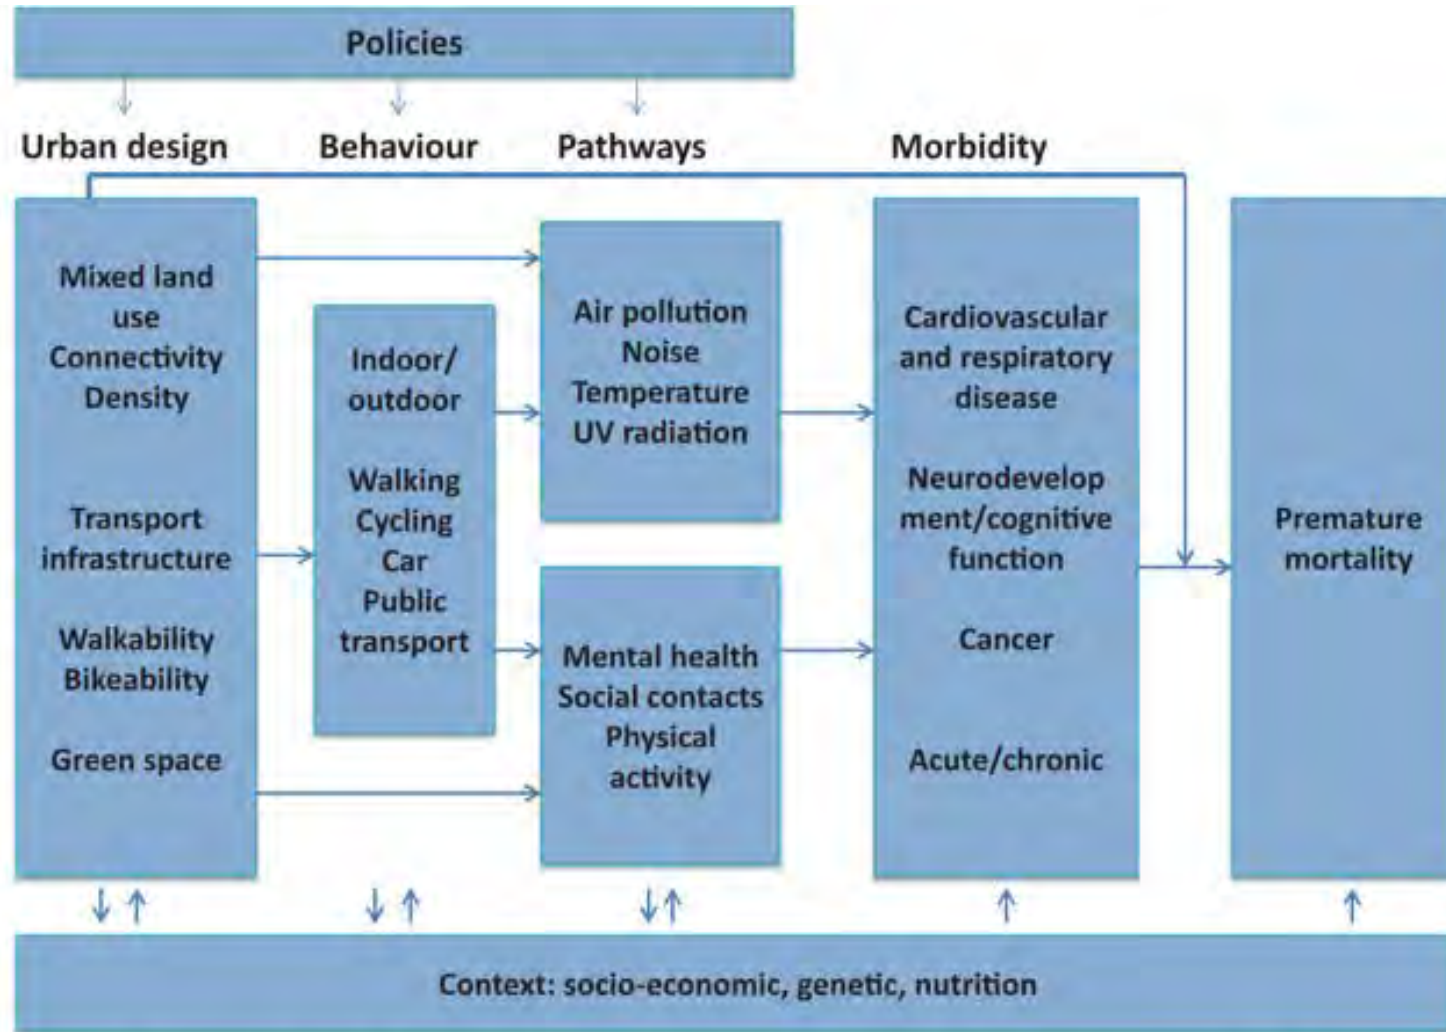 Policies
Urban design
Behaviour
Pathways
Morbidity
Mixed land
use
Connectivity
Density
Transport
infrastructure
Walkability
Bikeability
Green space
Indoor/
outdoor
Walking
Cycling
Car
Public
transport
Air pollution
Noise
Temperature
UV radiation
Mental health
Social contacts
Physical
activity
Cardiovascular
and respiratory
disease
Neurodevelop
ment/cognitive
function
Cancer
Acute/chronic
Premature
mortality
Context: socio-economic, genetic, nutrition